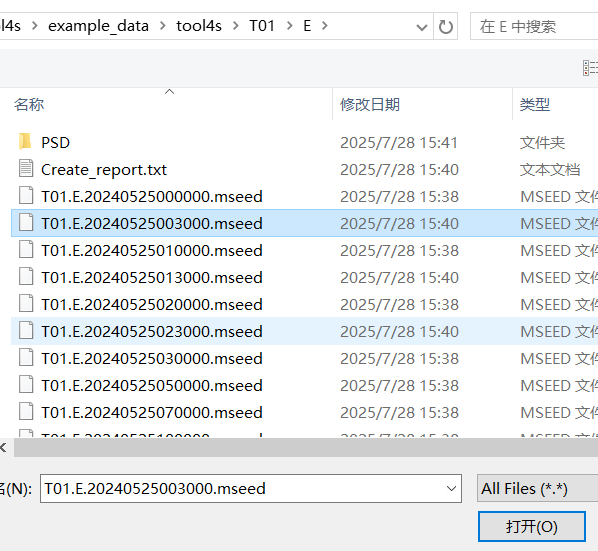 l4s > example_data > tool4s > T01 > E > 在 E 中搜索
名称 修改日期 类型
PSD 2025/7/28 15:41 文件夹
Create_report.txt 2025/7/28 15:40 文本文档
T01.E.20240525000000.mseed 2025/7/28 15:38 MSEED 文件
T01.E.20240525003000.mseed 2025/7/28 15:40 MSEED 文件
T01.E.20240525010000.mseed 2025/7/28 15:38 MSEED 文件
T01.E.20240525013000.mseed 2025/7/28 15:40 MSEED 文件
T01.E.20240525020000.mseed 2025/7/28 15:38 MSEED 文件
T01.E.20240525023000.mseed 2025/7/28 15:40 MSEED 文件
T01.E.20240525030000.mseed 2025/7/28 15:38 MSEED 文件
T01.E.20240525050000.mseed 2025/7/28 15:38 MSEED 文件
T01.E.20240525070000.mseed 2025/7/28 15:38 MSEED 文件
名(N): T01.E.20240525003000.mseed All Files (*.*)
打开(O)